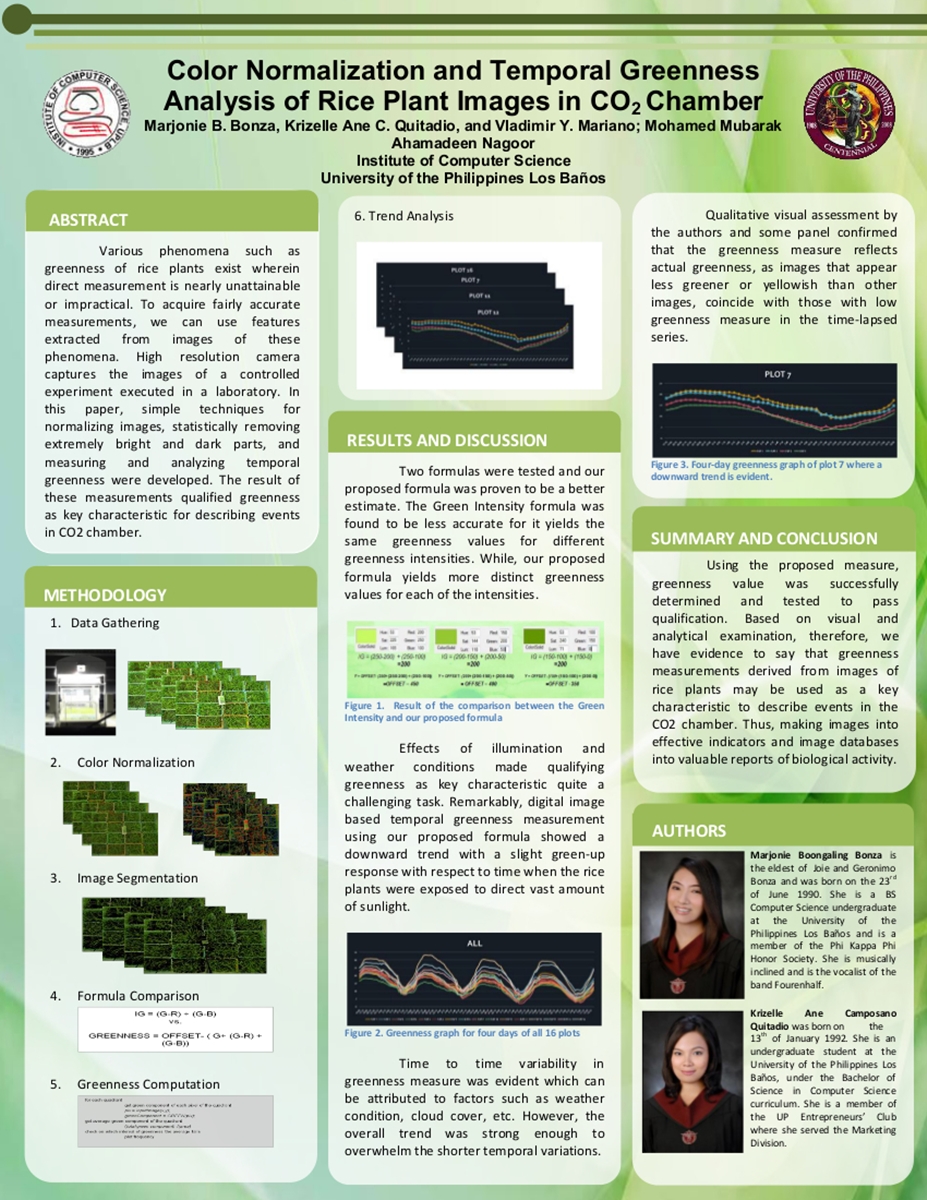 Color Normalization and Temporal Greenness
Analysis of Rice Plant Images in CO₂ Chamber
Marjonie B. Bonza, Krizelle Ane C. Quitadio, and Vladimir Y. Mariano; Mohamed Mubarak
Ahamadeen Nagoor
Institute of Computer Science
University of the Philippines Los Baños
INSTITUTE OF COMPUTER SCIENCE UPLB
1995
UNIVERSITY OF THE PHILIPPINES
CENTENNIAL
ABSTRACT
Various phenomena such as
greenness of rice plants exist wherein
direct measurement is nearly unattainable
or impractical. To acquire fairly accurate
measurements, we can use features
extracted from images of these
phenomena. High resolution camera
captures the images of a controlled
experiment executed in a laboratory. In
this paper, simple techniques for
normalizing images, statistically removing
extremely bright and dark parts, and
measuring and analyzing temporal
greenness were developed. The result of
these measurements qualified greenness
as key characteristic for describing events
in CO2 chamber.
METHODOLOGY
1. Data Gathering
2. Color Normalization
3. Image Segmentation
4. Formula Comparison
IG = (G-R) + (G-B)
vs.
GREENNESS = OFFSET- ( G+ (G-R) +
(G-B))
5. Greenness Computation
6. Trend Analysis
PLOT 16
PLOT 7
PLOT 11
PLOT 12
RESULTS AND DISCUSSION
Two formulas were tested and our
proposed formula was proven to be a better
estimate. The Green Intensity formula was
found to be less accurate for it yields the
same greenness values for different
greenness intensities. While, our proposed
formula yields more distinct greenness
values for each of the intensities.
IG = (250-200) + (250-100)
=200
IG = (200-150) + (200-50)
=200
IG = (150-100) + (150-0)
=200
Figure 1. Result of the comparison between the Green
Intensity and our proposed formula
Effects of illumination and
weather conditions made qualifying
greenness as key characteristic quite a
challenging task. Remarkably, digital image
based temporal greenness measurement
using our proposed formula showed a
downward trend with a slight green-up
response with respect to time when the rice
plants were exposed to direct vast amount
of sunlight.
ALL
Figure 2. Greenness graph for four days of all 16 plots
Time to time variability in
greenness measure was evident which can
be attributed to factors such as weather
condition, cloud cover, etc. However, the
overall trend was strong enough to
overwhelm the shorter temporal variations.
Qualitative visual assessment by
the authors and some panel confirmed
that the greenness measure reflects
actual greenness, as images that appear
less greener or yellowish than other
images, coincide with those with low
greenness measure in the time-lapsed
series.
PLOT 7
Figure 3. Four-day greenness graph of plot 7 where a
downward trend is evident.
SUMMARY AND CONCLUSION
Using the proposed measure,
greenness value was successfully
determined and tested to pass
qualification. Based on visual and
analytical examination, therefore, we
have evidence to say that greenness
measurements derived from images of
rice plants may be used as a key
characteristic to describe events in the
CO2 chamber. Thus, making images into
effective indicators and image databases
into valuable reports of biological activity.
AUTHORS
Marjonie Boongaling Bonza is
the eldest of Joie and Geronimo
Bonza and was born on the 23rd
of June 1990. She is a BS
Computer Science undergraduate
at the University of the
Philippines Los Baños and is a
member of the Phi Kappa Phi
Honor Society. She is musically
inclined and is the vocalist of the
band Fourenhalf.
Krizelle Ane Camposano
Quitadio was born on the
13th of January 1992. She is an
undergraduate student at the
University of the Philippines Los
Baños, under the Bachelor of
Science in Computer Science
curriculum. She is a member of
the UP Entrepreneurs' Club
where she served the Marketing
Division.